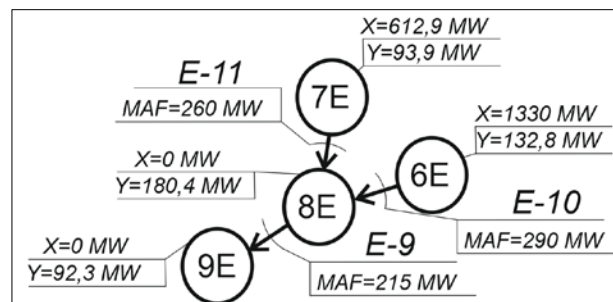 X=612,9 MW
Y=93,9 MW
E-11
MAF=260 MW
7E
X=1330 MW
Y=132,8 MW
X=0 MW
Y=180,4 MW
8E
6E
E-10
MAF=290 MW
X=0 MW
Y=92,3 MW
9E
E-9
MAF=215 MW